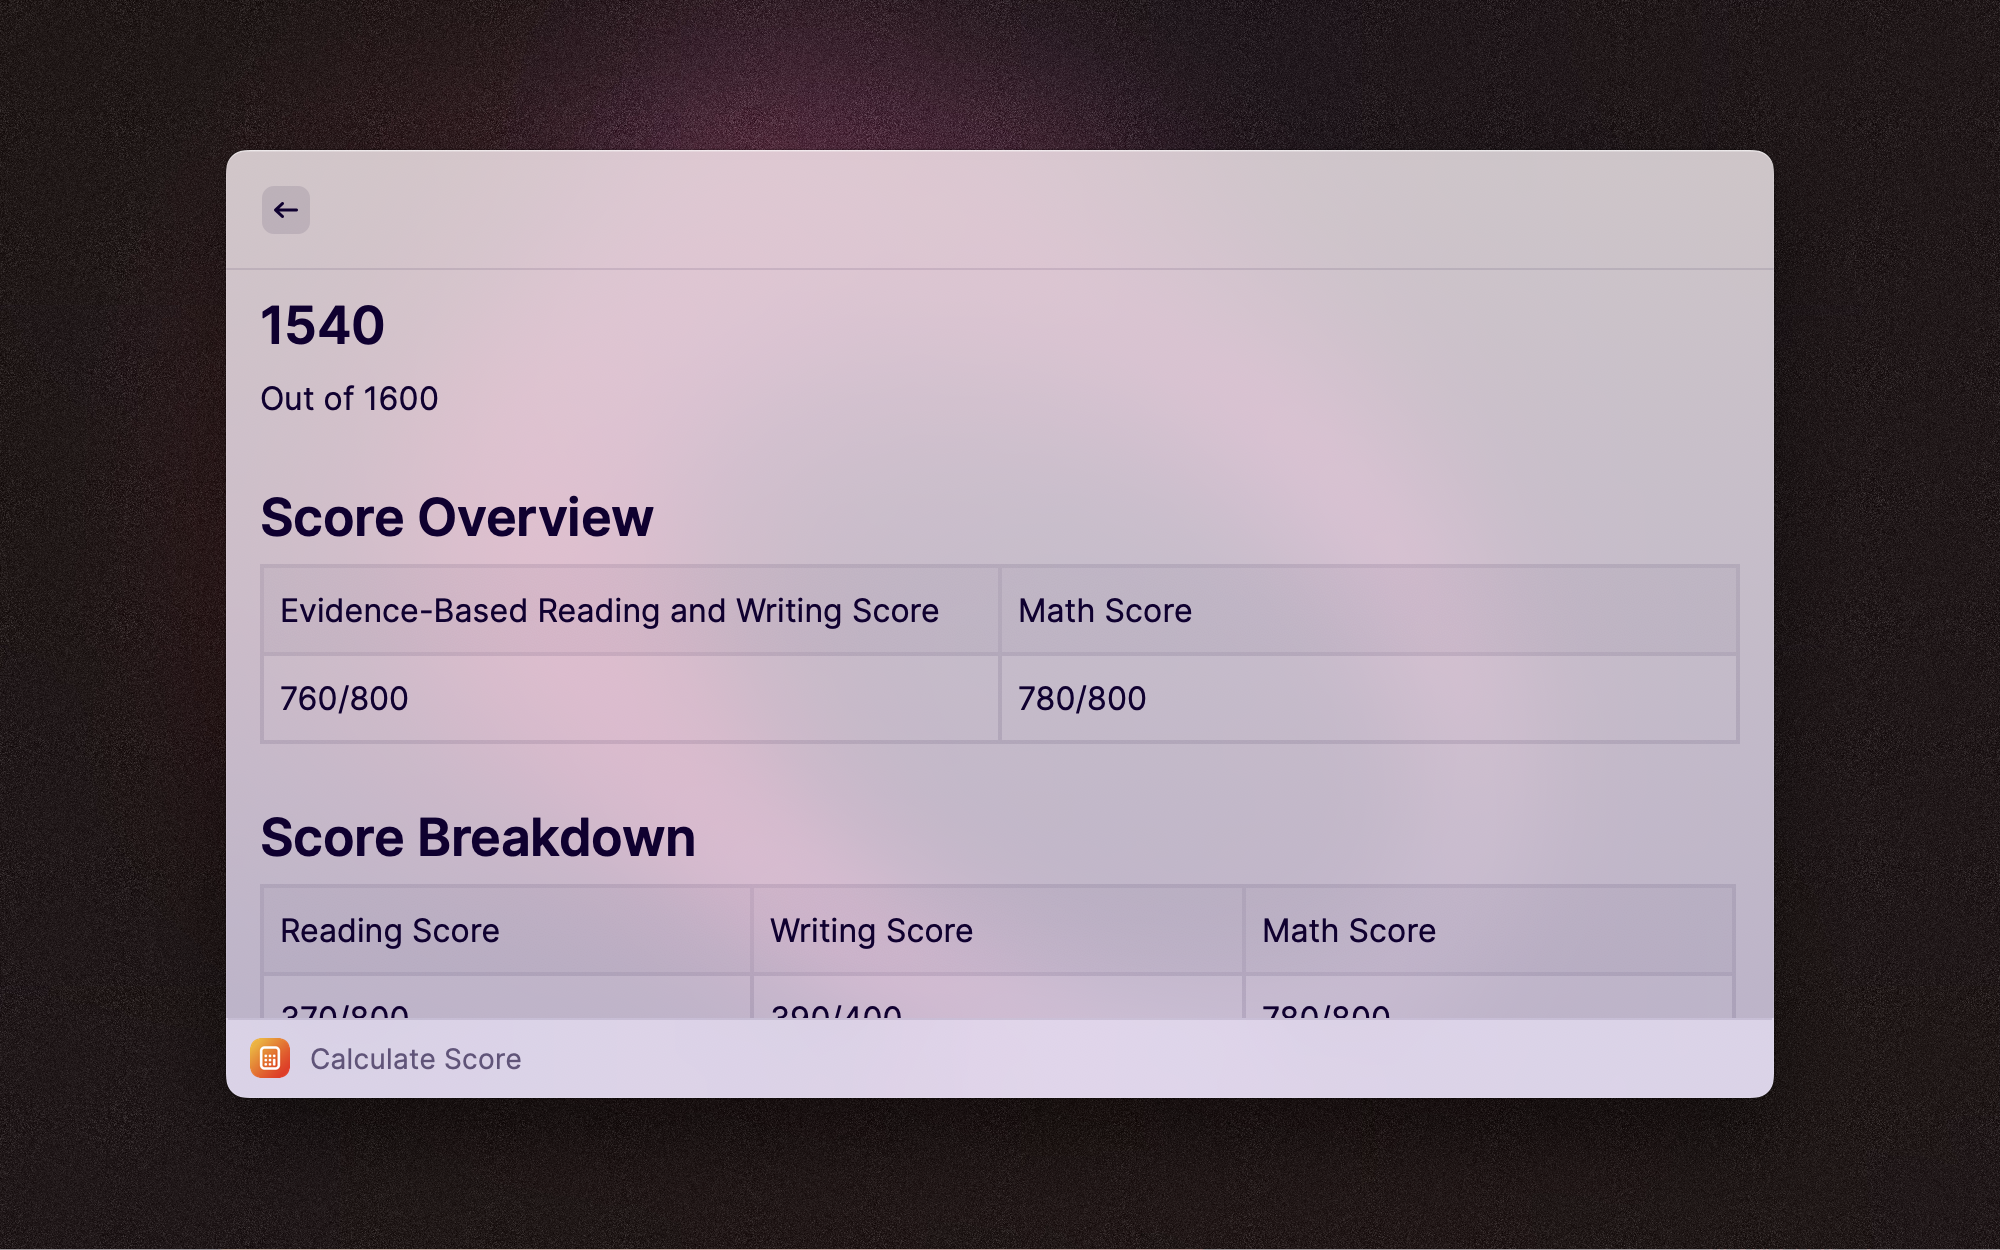 1540
Out of 1600
Score Overview
Evidence-Based Reading and Writing Score Math Score
760/800 780/800
Score Breakdown
Reading Score Writing Score Math Score
370/800 390/400 780/800
Calculate Score